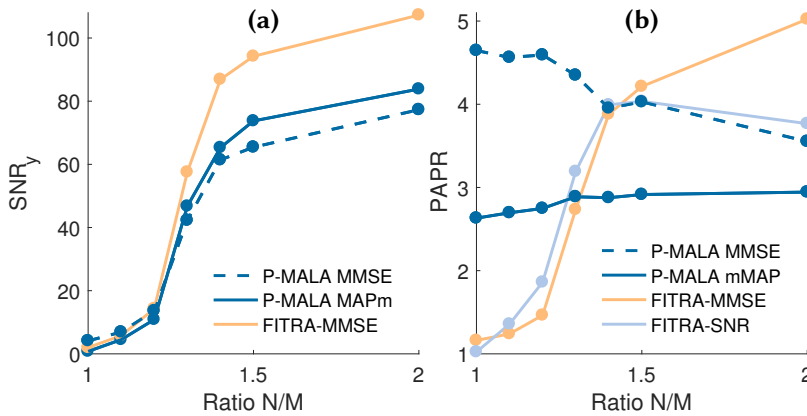 (a)
SNRy
100
80
60
40
20
0
1
1.5
2
Ratio N/M
P-MALA MMSE
P-MALA MAPm
FITRA-MMSE
(b)
PAPR
5
4
3
2
1
1
1.5
2
Ratio N/M
P-MALA MMSE
P-MALA mMAP
FITRA-MMSE
FITRA-SNR